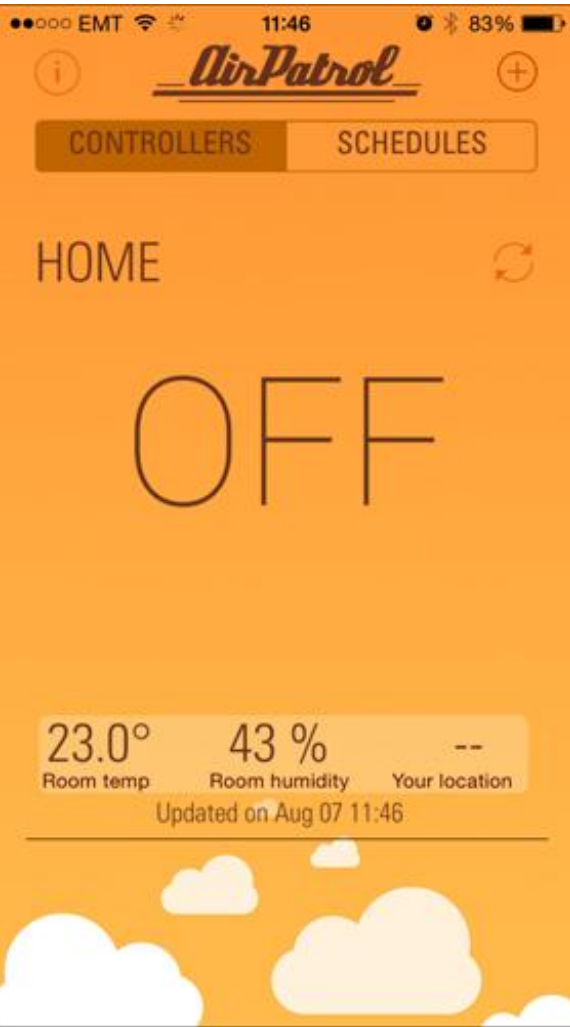 EMT 11:46 83%
AirPatrol
CONTROLLERS SCHEDULES
HOME
OFF
23.0° 43 % --
Room temp Room humidity Your location
Updated on Aug 07 11:46